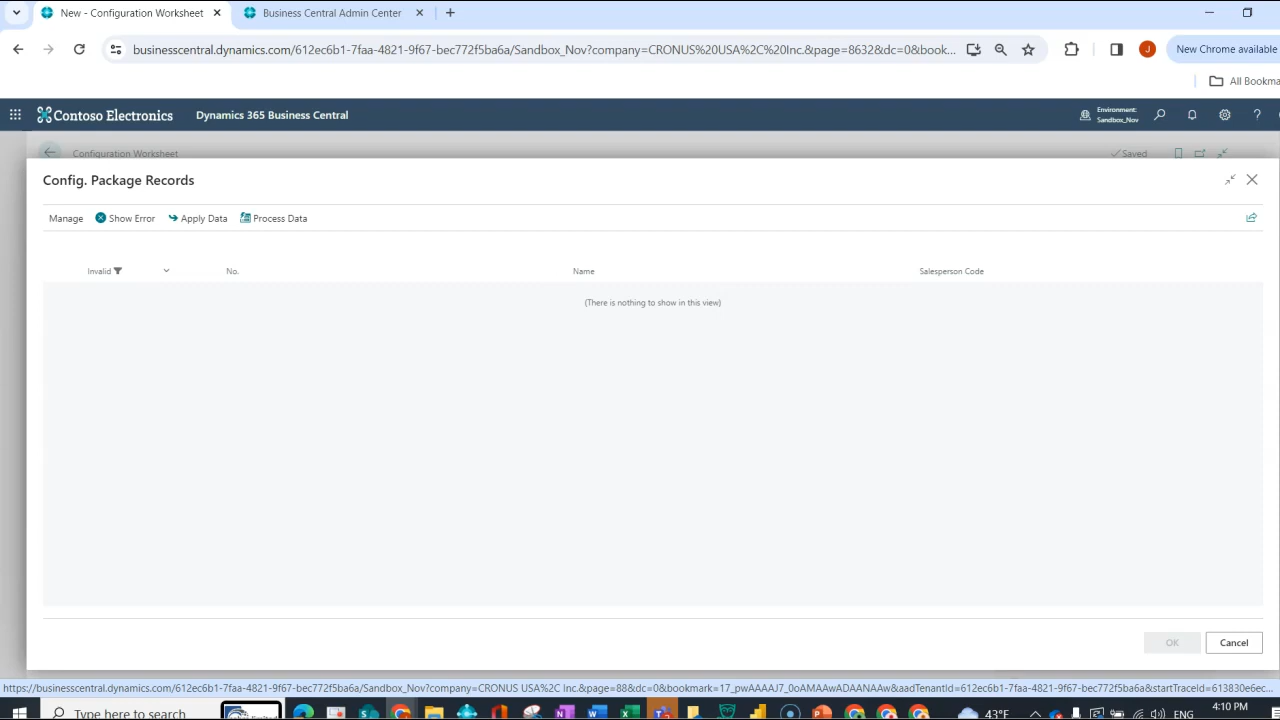 New - Configuration Worksheet
Business Central Admin Center
businesscentral.dynamics.com/612ec6b1-7faa-4821-9f67-bec772f5ba6a/Sandbox_Nov?company=CRONUS%20USA%2C%20Inc.&page=8632&dc=0&book...
J
New Chrome available
All Bookma
Contoso Electronics
Dynamics 365 Business Central
Environment:
Sandbox_Nov
?
Configuration Worksheet
Saved
Config. Package Records
Manage
Show Error
Apply Data
Process Data
Invalid
No.
Name
Salesperson Code
(There is nothing to show in this view)
OK
Cancel
https://businesscentral.dynamics.com/612ec6b1-7faa-4821-9f67-bec772f5ba6a/Sandbox_Nov?company=CRONUS USA%2C Inc.&page=88&dc=0&bookmark=17_pwAAAAJ7_0oAMAAwADAANAAw&aadTenantId=612ec6b1-7faa-4821-9f67-bec772f5ba6a&startTraceId=613830e6ec...
Type here to search
43°F
ENG
4:10 PM